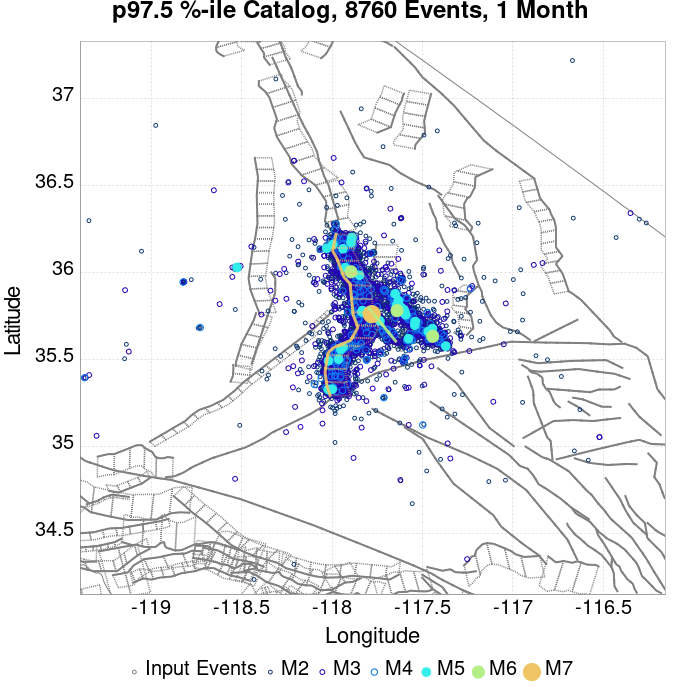 p97.5 %-ile Catalog, 8760 Events, 1 Month
37
36.5
36
35.5
35
34.5
Latitude
-119 -118.5 -118 -117.5 -117 -116.5
Longitude
Input Events M2 M3 M4 M5 M6 M7